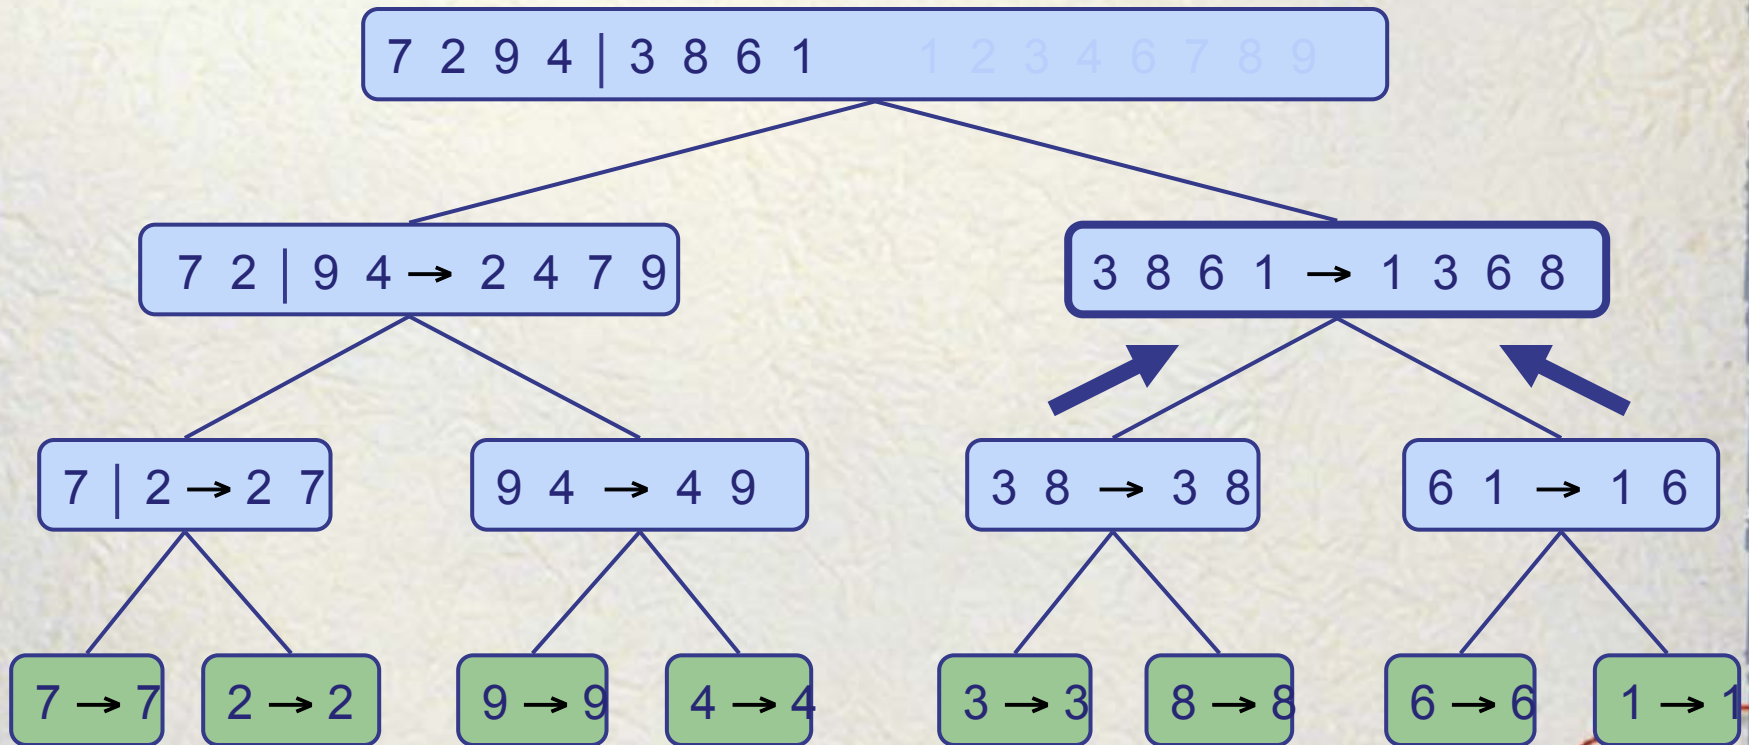 7 2 9 4 | 3 8 6 1 1 2 3 4 6 7 8 9
7 2 | 9 4 → 2 4 7 9
3 8 6 1 → 1 3 6 8
7 | 2 → 2 7
9 4 → 4 9
3 8 → 3 8
6 1 → 1 6
7 → 7
2 → 2
9 → 9
4 → 4
3 → 3
8 → 8
6 → 6
1 → 1